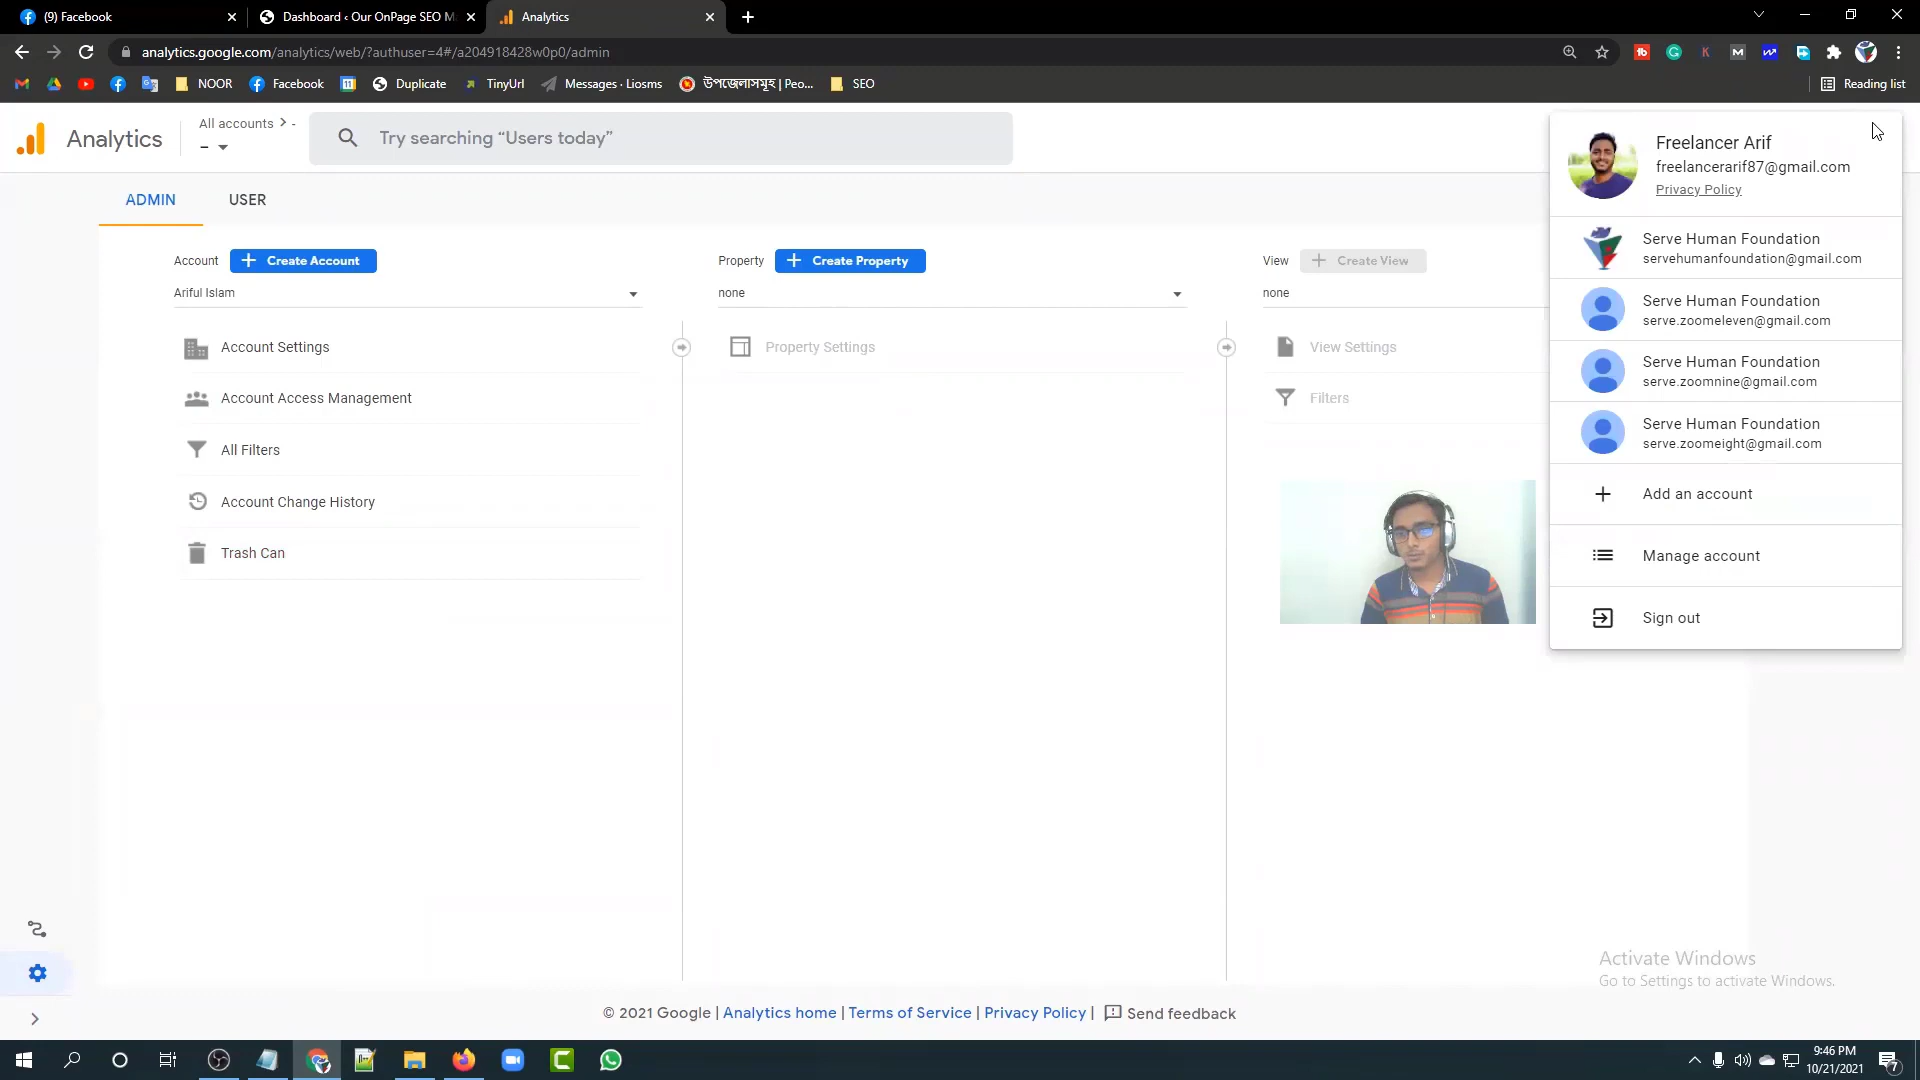 (9) Facebook
Dashboard ‹ Our OnPage SEO M
Analytics
analytics.google.com/analytics/web/?authuser=4#/a204918428w0p0/admin
NOOR
Facebook
Duplicate
TinyUrl
Messages · Liosms
উপজেলাসমূহ | Peo...
SEO
Reading list
Analytics
All accounts > -
-
Try searching “Users today”
Freelancer Arif
freelancerarif87@gmail.com
Privacy Policy
ADMIN
USER
Account
Create Account
Ariful Islam
Account Settings
Account Access Management
All Filters
Account Change History
Trash Can
Property
Create Property
none
Property Settings
View
Create View
none
View Settings
Filters
Serve Human Foundation
servehumanfoundation@gmail.com
Serve Human Foundation
serve.zoomeleven@gmail.com
Serve Human Foundation
serve.zoomnine@gmail.com
Serve Human Foundation
serve.zoomeight@gmail.com
Add an account
Manage account
Sign out
Activate Windows
Go to Settings to activate Windows.
© 2021 Google | Analytics home | Terms of Service | Privacy Policy | Send feedback
9:46 PM
10/21/2021
7